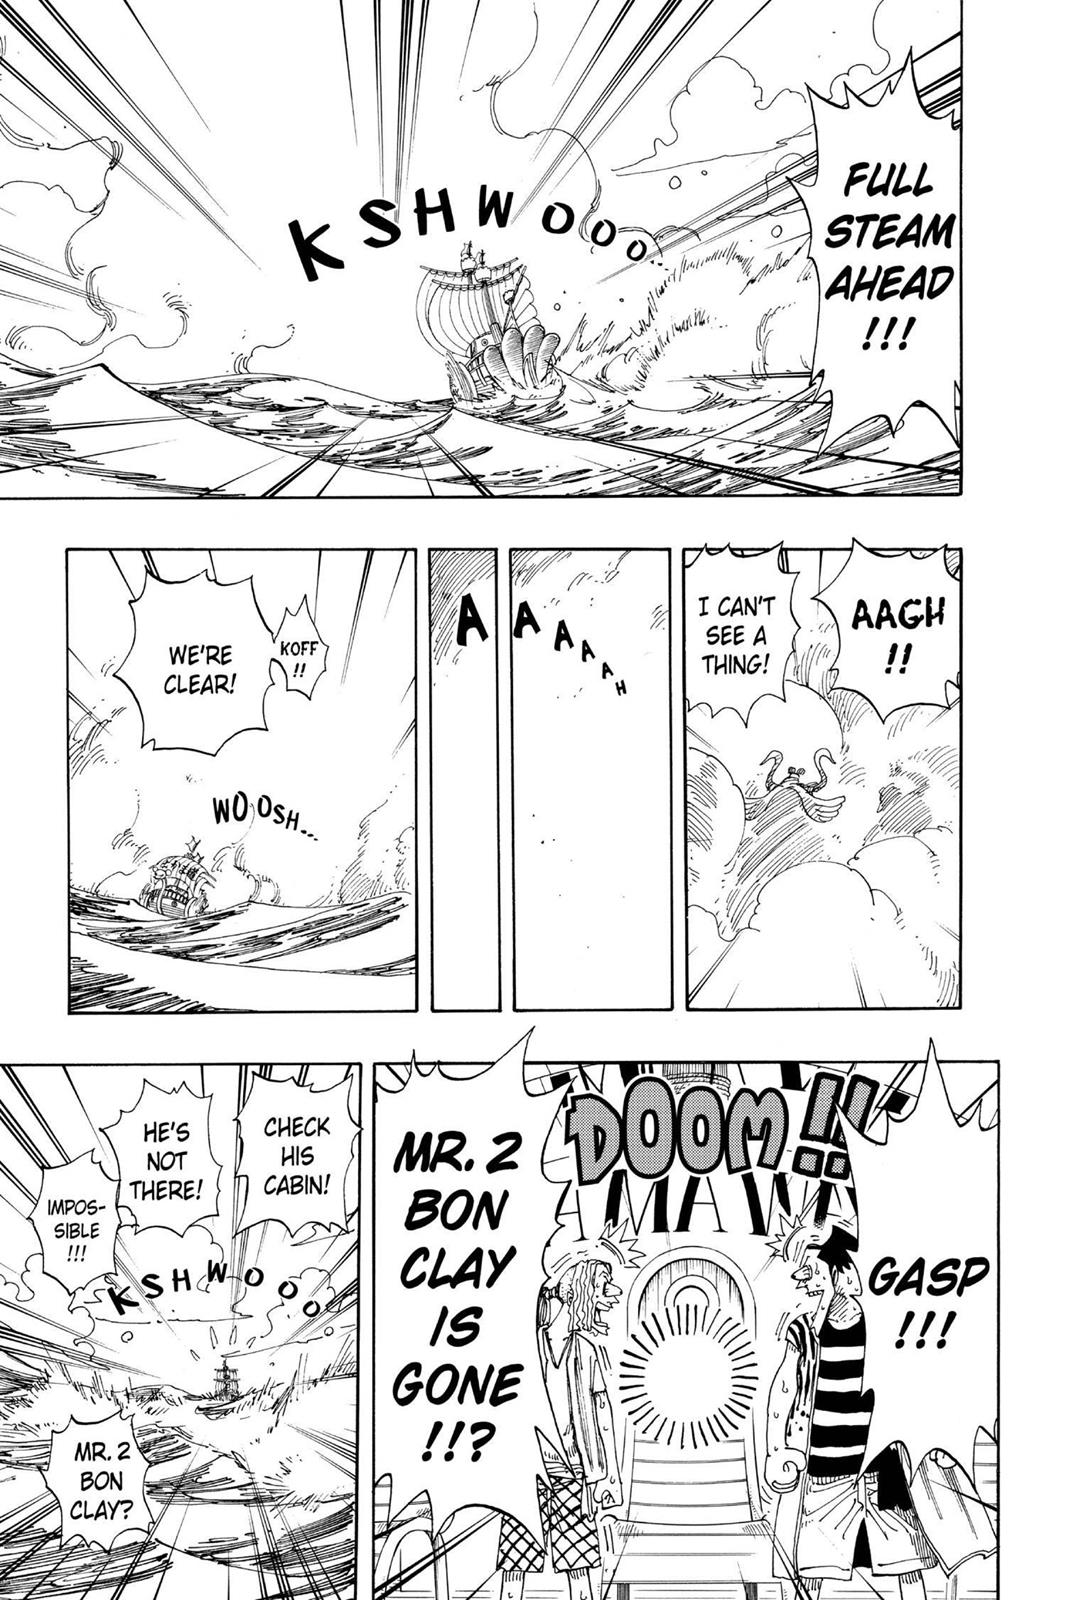 KSHWOOO...
FULL
STEAM
AHEAD
!!!
AAGH
!!
I CAN'T
SEE A
THING!
AAAAAAH
KOFF
!!
WE'RE
CLEAR!
WOOSH...
DOOM!!
GASP
!!!
MR. 2
BON
CLAY
IS
GONE
!!?
CHECK
HIS
CABIN!
HE'S
NOT
THERE!
IMPOS-
SIBLE
!!!
KSHWOOO
MR. 2
BON
CLAY?